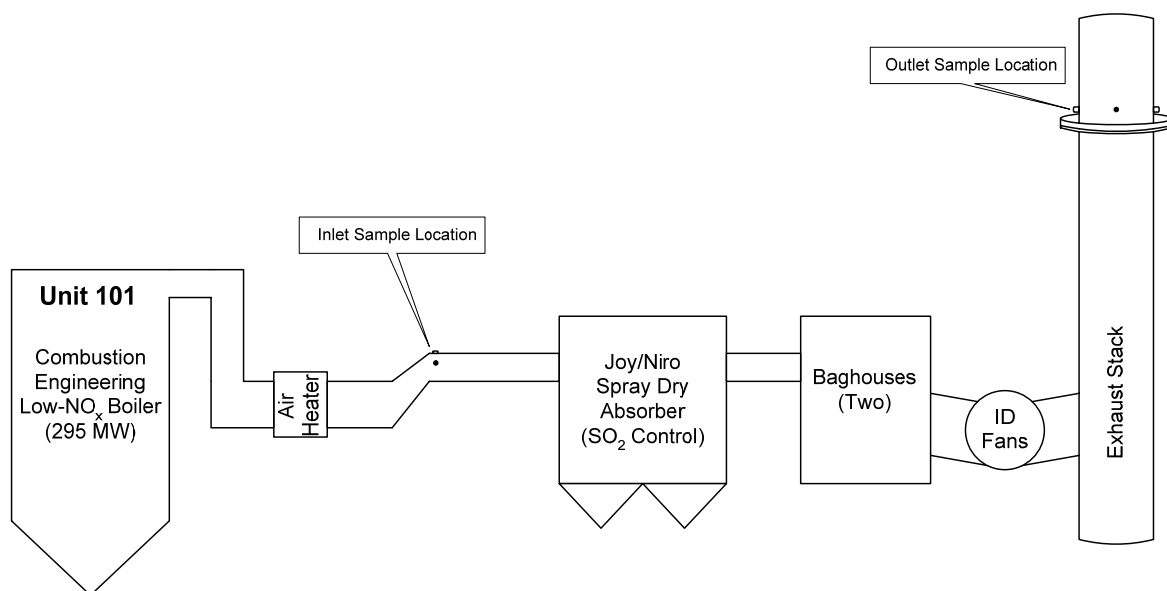 Outlet Sample Location
Inlet Sample Location
Unit 101
Combustion
Engineering
Low-NOx Boiler
(295 MW)
Air
Heater
Joy/Niro
Spray Dry
Absorber
(SO2 Control)
Baghouses
(Two)
ID
Fans
Exhaust Stack